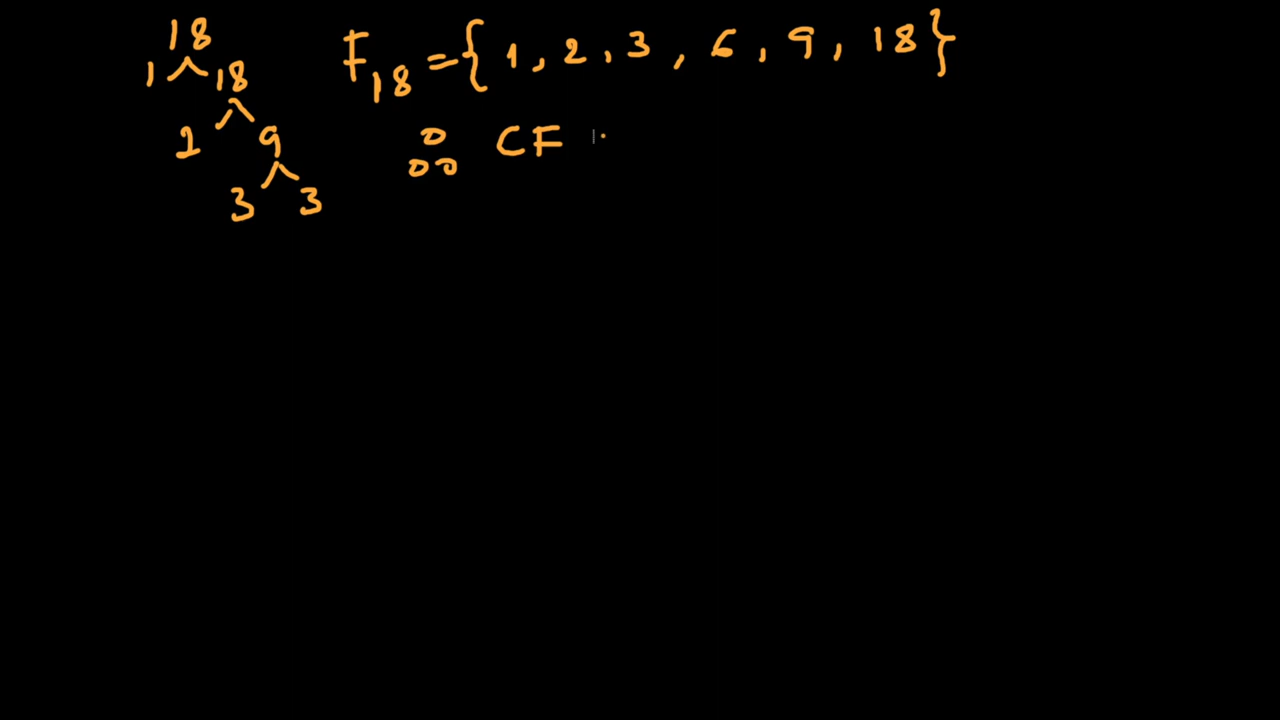 18
F₁₈ = { 1, 2, 3, 6, 9, 18 }
1 18
2 9
∴ CF
3 3